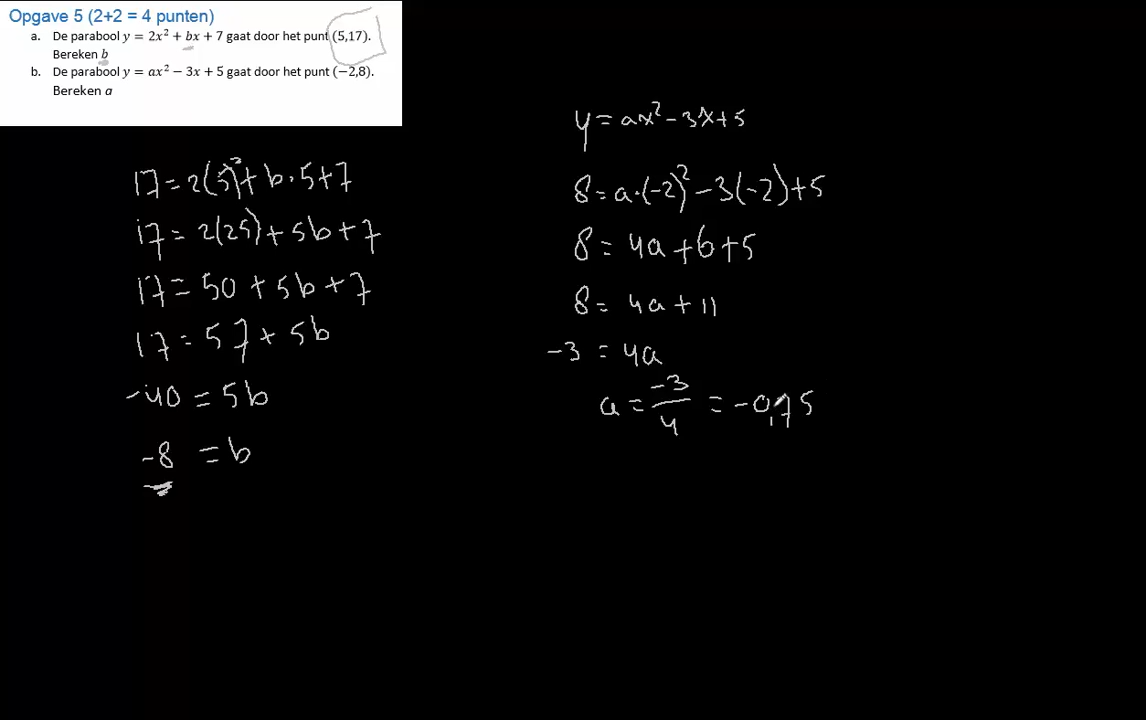 Opgave 5 (2+2 = 4 punten)
a. De parabool y = 2x² + bx + 7 gaat door het punt (5,17).
Bereken b
b. De parabool y = ax² − 3x + 5 gaat door het punt (−2,8).
Bereken a
17 = 2(5)² + b·5+7
17 = 2(25) + 5b + 7
17 = 50 + 5b + 7
17 = 57 + 5b
-40 = 5b
-8 = b
y = ax² - 3x + 5
8 = a·(-2)² - 3(-2) + 5
8 = 4a + 6 + 5
8 = 4a + 11
-3 = 4a
a = -3/4 = -0,75